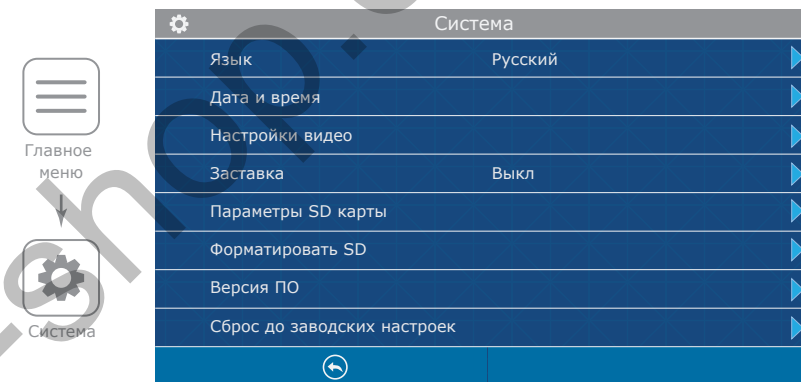 Система
Язык Русский
Дата и время
Настройки видео
Заставка Выкл
Параметры SD карты
Форматировать SD
Версия ПО
Сброс до заводских настроек
Главное
меню
Система
shop.